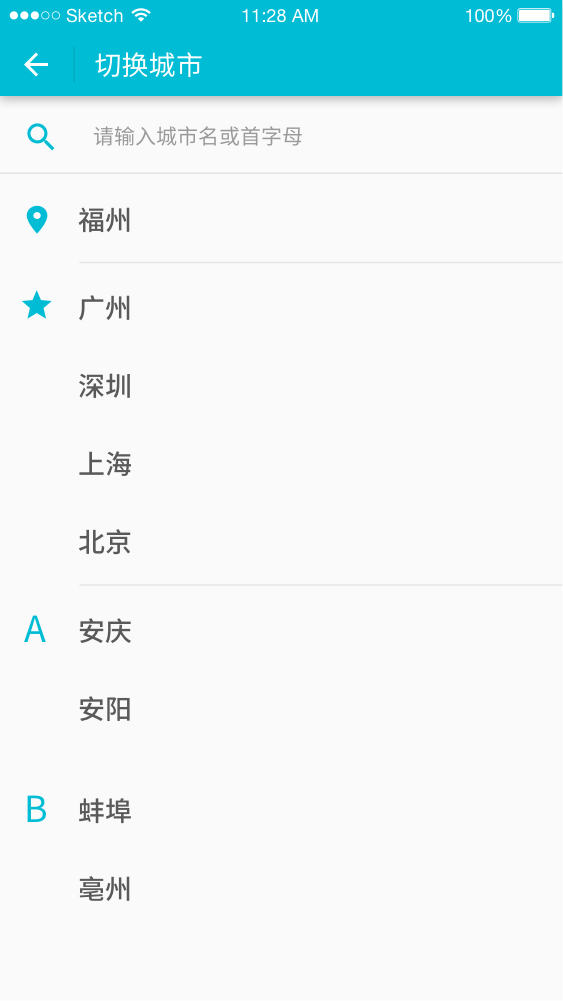 Sketch 11:28 AM 100%
切换城市
请输入城市名或首字母
福州
广州
深圳
上海
北京
A 安庆
安阳
B 蚌埠
亳州